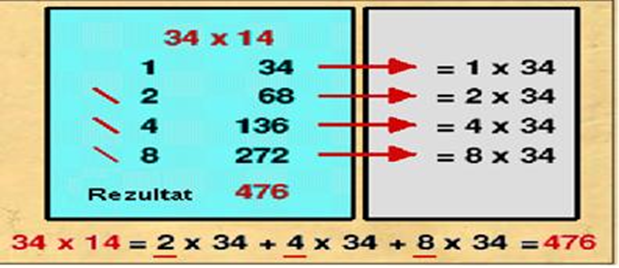 34 x 14
1 34 = 1 x 34
\ 2 68 = 2 x 34
\ 4 136 = 4 x 34
\ 8 272 = 8 x 34
Rezultat 476
34 x 14 = 2 x 34 + 4 x 34 + 8 x 34 = 476